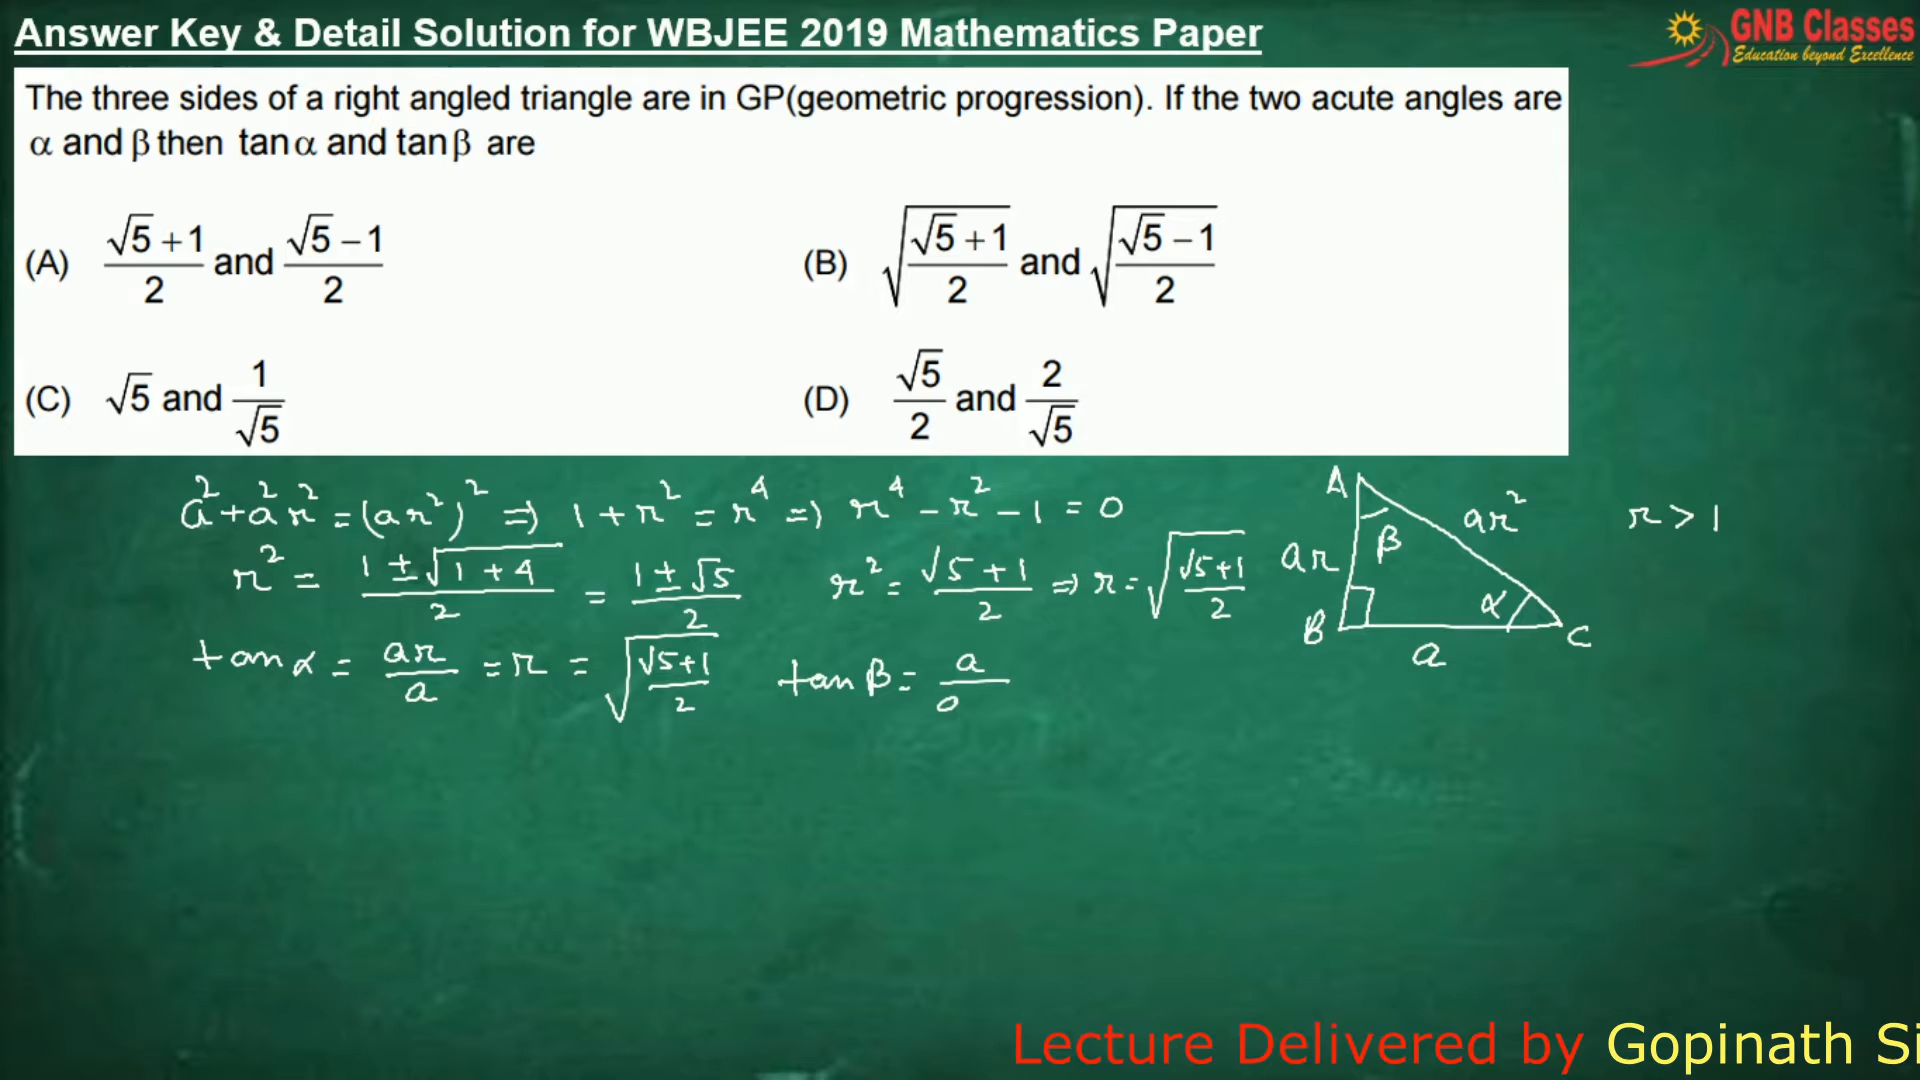 Answer Key & Detail Solution for WBJEE 2019 Mathematics Paper
GNB Classes
Education beyond Excellence
The three sides of a right angled triangle are in GP(geometric progression). If the two acute angles are
α and β then tan α and tan β are
(A) (√5+1)/2 and (√5−1)/2
(B) √((√5+1)/2) and √((√5−1)/2)
(C) √5 and 1/√5
(D) √5/2 and 2/√5
a²+a²r²=(ar²)² ⇒ 1+r²=r⁴ ⇒ r⁴−r²−1=0
r² = (1±√(1+4))/2 = (1±√5)/2 r² = (√5+1)/2 ⇒ r = √((√5+1)/2)
tan α = ar/a = r = √((√5+1)/2) tan β = a/
A
ar²
r > 1
β
ar
α
B
C
a
Lecture Delivered by Gopinath Si